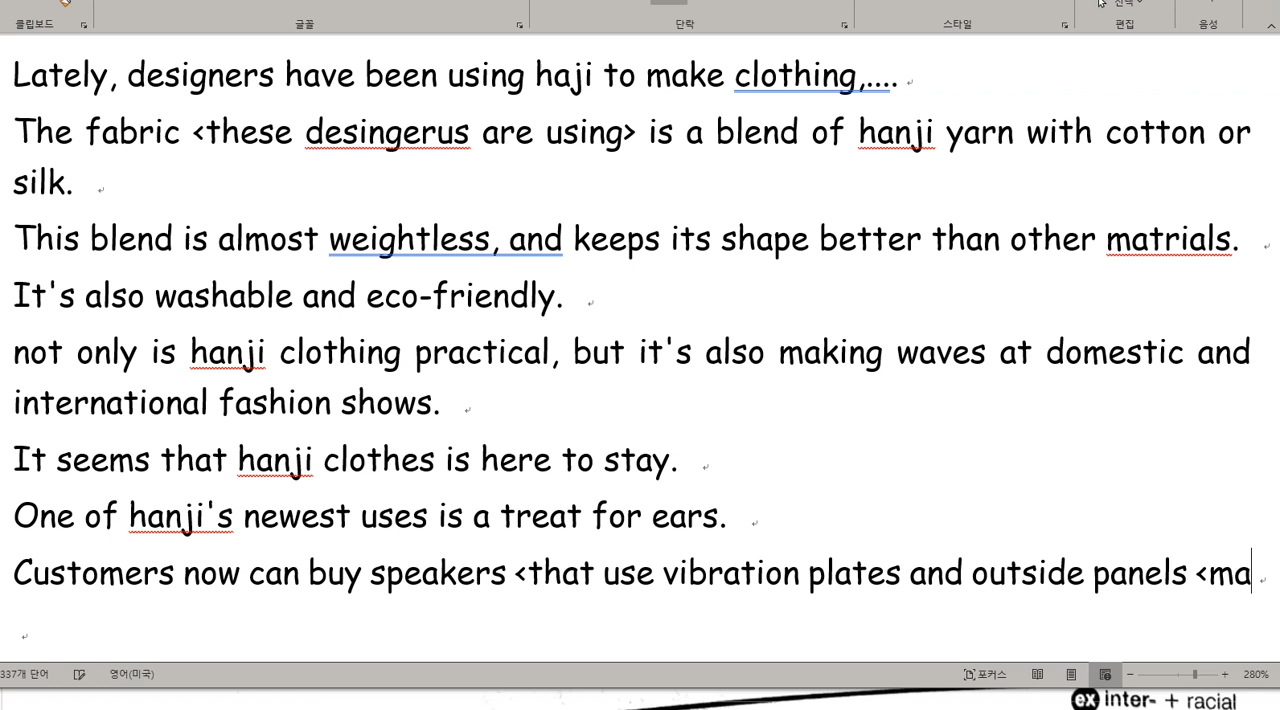 클립보드 글꼴 단락 스타일 편집 음성
Lately, designers have been using haji to make clothing,....
The fabric <these desingerus are using> is a blend of hanji yarn with cotton or
silk.
This blend is almost weightless, and keeps its shape better than other matrials.
It's also washable and eco-friendly.
not only is hanji clothing practical, but it's also making waves at domestic and
international fashion shows.
It seems that hanji clothes is here to stay.
One of hanji's newest uses is a treat for ears.
Customers now can buy speakers <that use vibration plates and outside panels <ma
337개 단어 영어(미국) 포커스 280%
ex inter- + racial